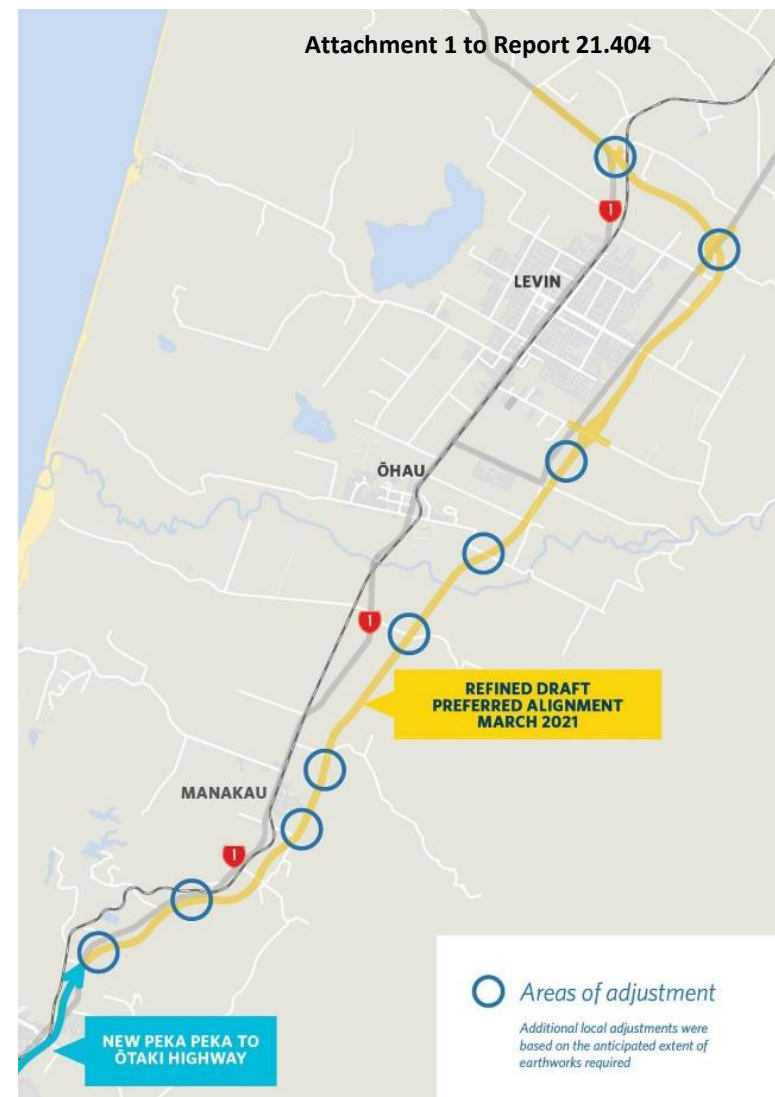 Attachment 1 to Report 21.404
1
LEVIN
ŌHAU
1
REFINED DRAFT
PREFERRED ALIGNMENT
MARCH 2021
MANAKAU
1
Areas of adjustment
Additional local adjustments were
based on the anticipated extent of
earthworks required
NEW PEKA PEKA TO
ŌTAKI HIGHWAY